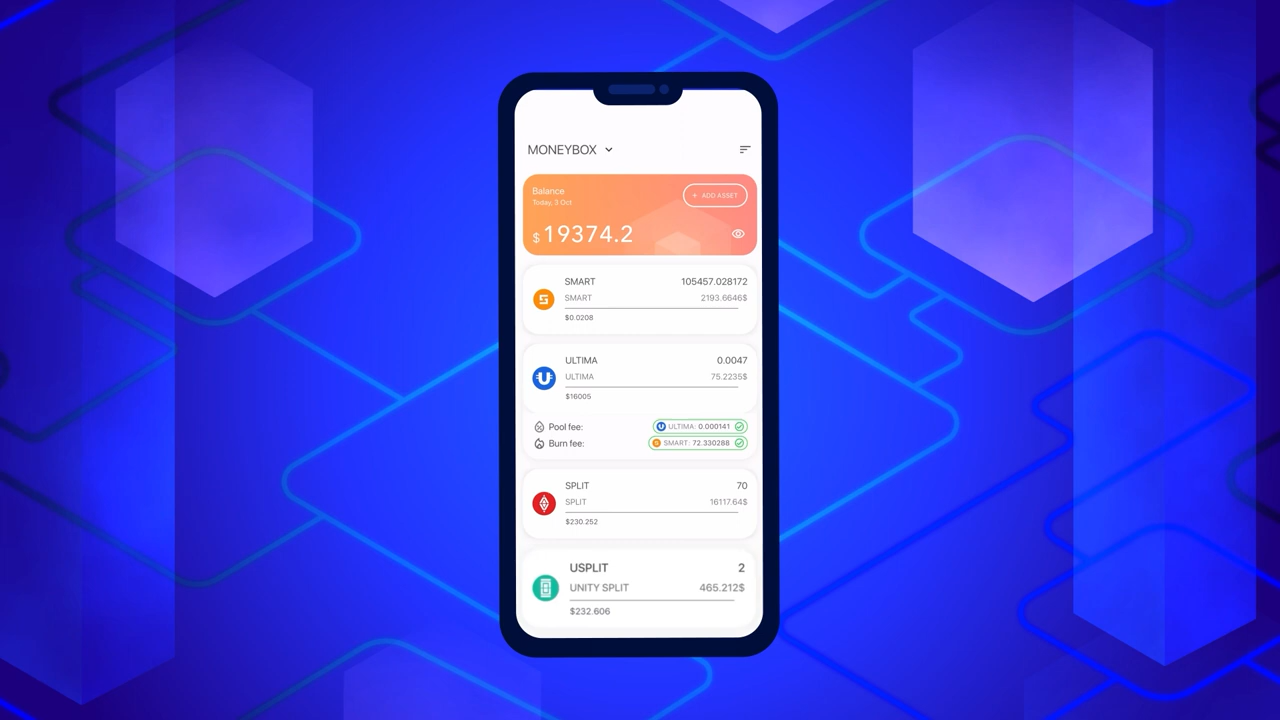 MONEYBOX
Balance
Today, 3 Oct
+ ADD ASSET
$ 19374.2
SMART 105457.028172
SMART 2193.6646$
$0.0208
ULTIMA 0.0047
ULTIMA 75.2235$
$16005
Pool fee: ULTIMA: 0.000141
Burn fee: SMART: 72.330288
SPLIT 70
SPLIT 16117.64$
$230.252
USPLIT 2
UNITY SPLIT 465.212$
$232.606